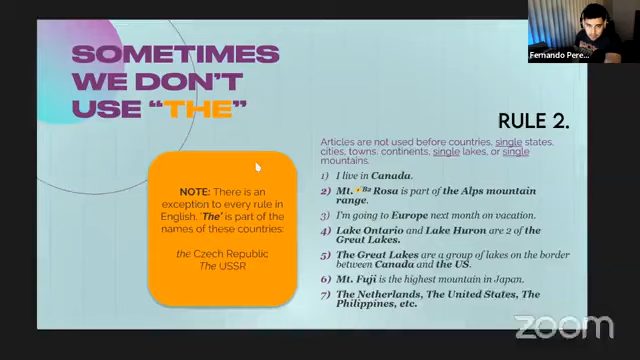 SOMETIMES
WE DON'T
USE "THE"
Fernando Pere...
RULE 2.
Articles are not used before countries, single states,
cities, towns, continents, single lakes, or single
mountains.
1) I live in Canada.
2) Mt. Rosa is part of the Alps mountain
range.
3) I'm going to Europe next month on vacation.
4) Lake Ontario and Lake Huron are 2 of the
Great Lakes.
5) The Great Lakes are a group of lakes on the border
between Canada and the US.
6) Mt. Fuji is the highest mountain in Japan.
7) The Netherlands, The United States, The
Philippines, etc.
NOTE: There is an
exception to every rule in
English. 'The' is part of the
names of these countries:
the Czech Republic
The USSR
zoom